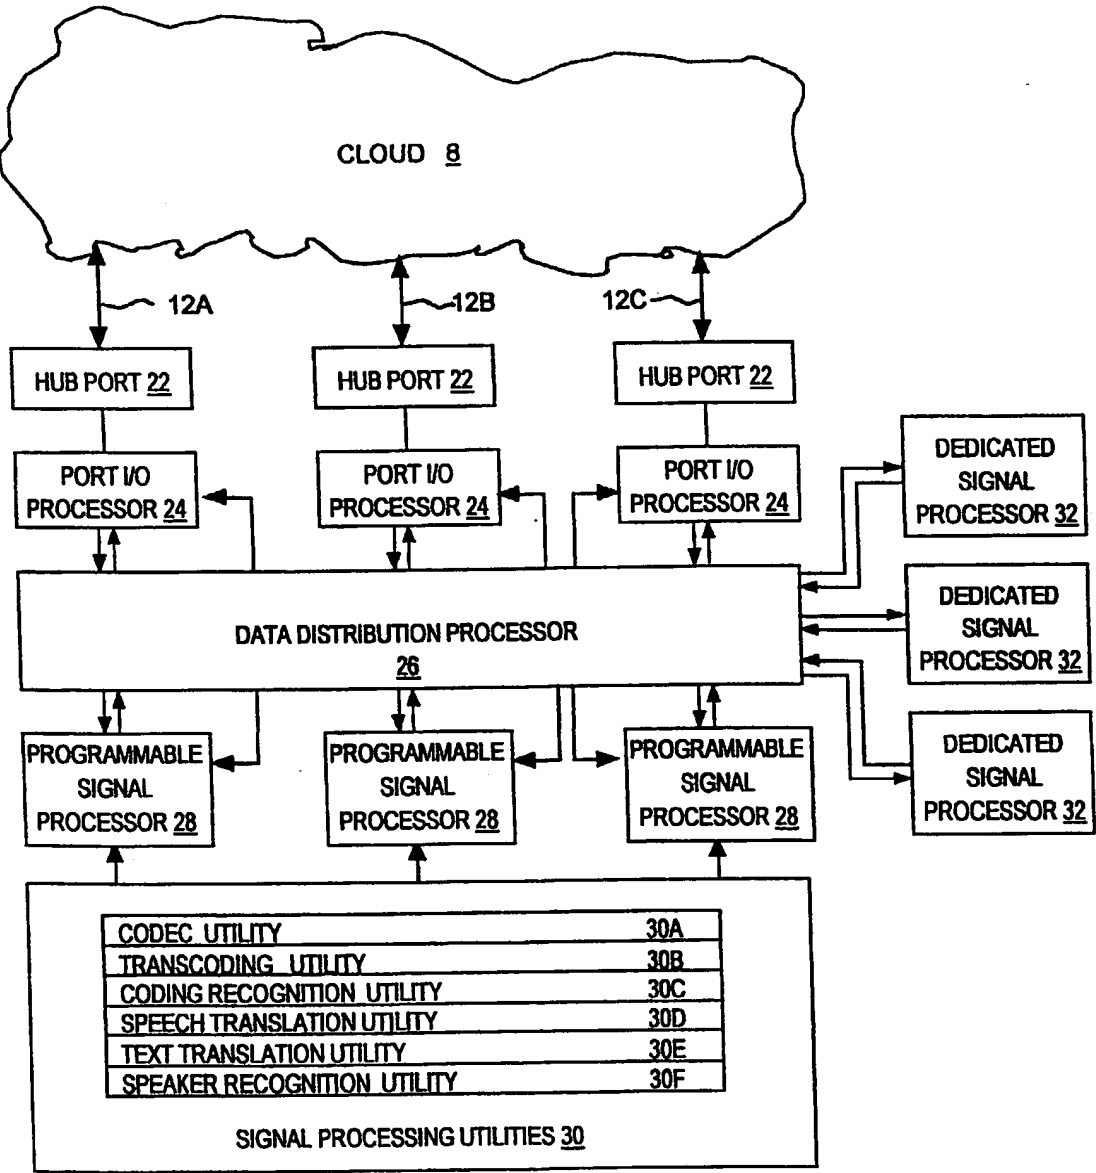 CLOUD 8
12A
12B
12C
HUB PORT 22
HUB PORT 22
HUB PORT 22
PORT I/O
PROCESSOR 24
PORT I/O
PROCESSOR 24
PORT I/O
PROCESSOR 24
DEDICATED
SIGNAL
PROCESSOR 32
DATA DISTRIBUTION PROCESSOR
26
DEDICATED
SIGNAL
PROCESSOR 32
PROGRAMMABLE
SIGNAL
PROCESSOR 28
PROGRAMMABLE
SIGNAL
PROCESSOR 28
PROGRAMMABLE
SIGNAL
PROCESSOR 28
DEDICATED
SIGNAL
PROCESSOR 32
CODEC UTILITY 30A
TRANSCODING UTILITY 30B
CODING RECOGNITION UTILITY 30C
SPEECH TRANSLATION UTILITY 30D
TEXT TRANSLATION UTILITY 30E
SPEAKER RECOGNITION UTILITY 30F
SIGNAL PROCESSING UTILITIES 30